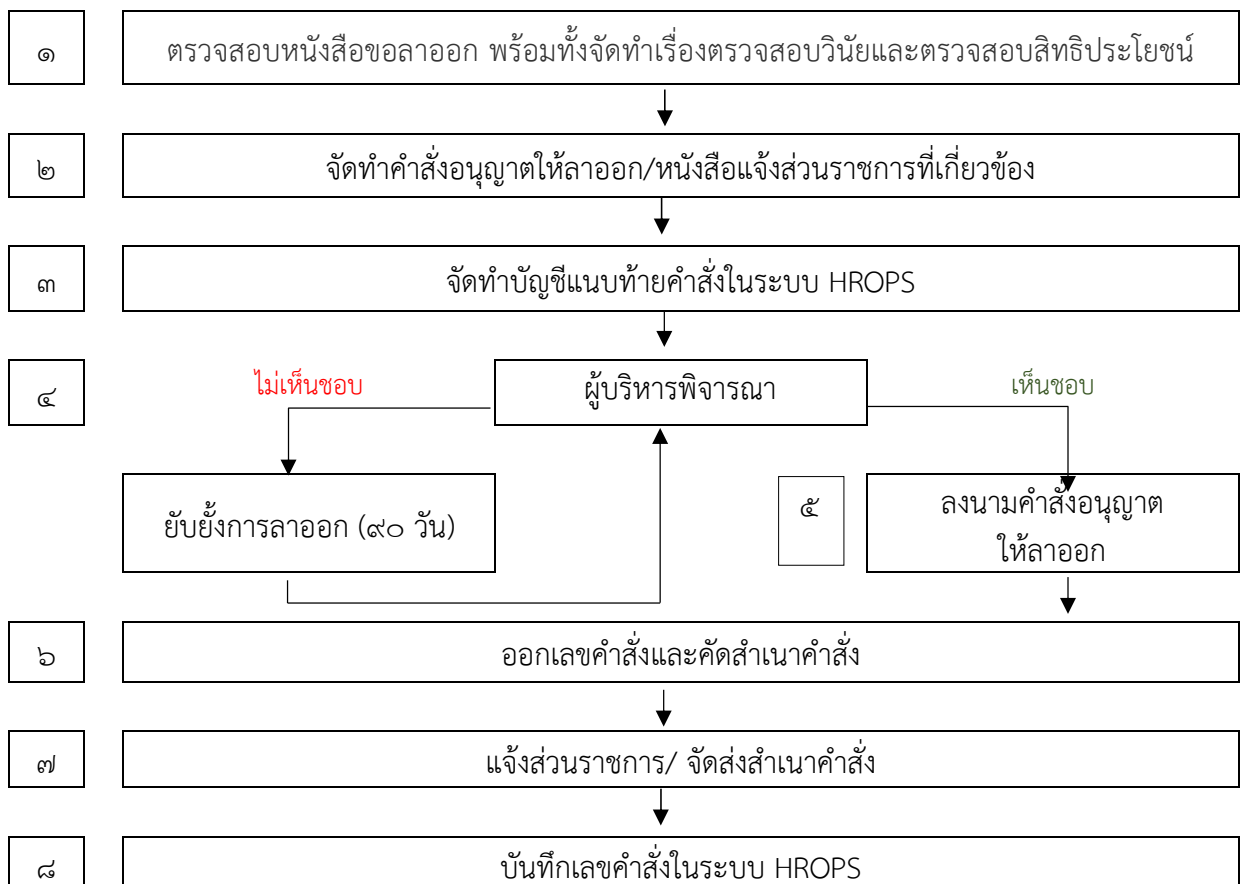 ๑
ตรวจสอบหนังสือขอลาออก พร้อมทั้งจัดทำเรื่องตรวจสอบวินัยและตรวจสอบสิทธิประโยชน์
๒
จัดทำคำสั่งอนุญาตให้ลาออก/หนังสือแจ้งส่วนราชการที่เกี่ยวข้อง
๓
จัดทำบัญชีแนบท้ายคำสั่งในระบบ HROPS
๔
ไม่เห็นชอบ
ผู้บริหารพิจารณา
เห็นชอบ
ยับยั้งการลาออก (๙๐ วัน)
๕
ลงนามคำสั่งอนุญาต
ให้ลาออก
๖
ออกเลขคำสั่งและคัดสำเนาคำสั่ง
๗
แจ้งส่วนราชการ/ จัดส่งสำเนาคำสั่ง
๘
บันทึกเลขคำสั่งในระบบ HROPS